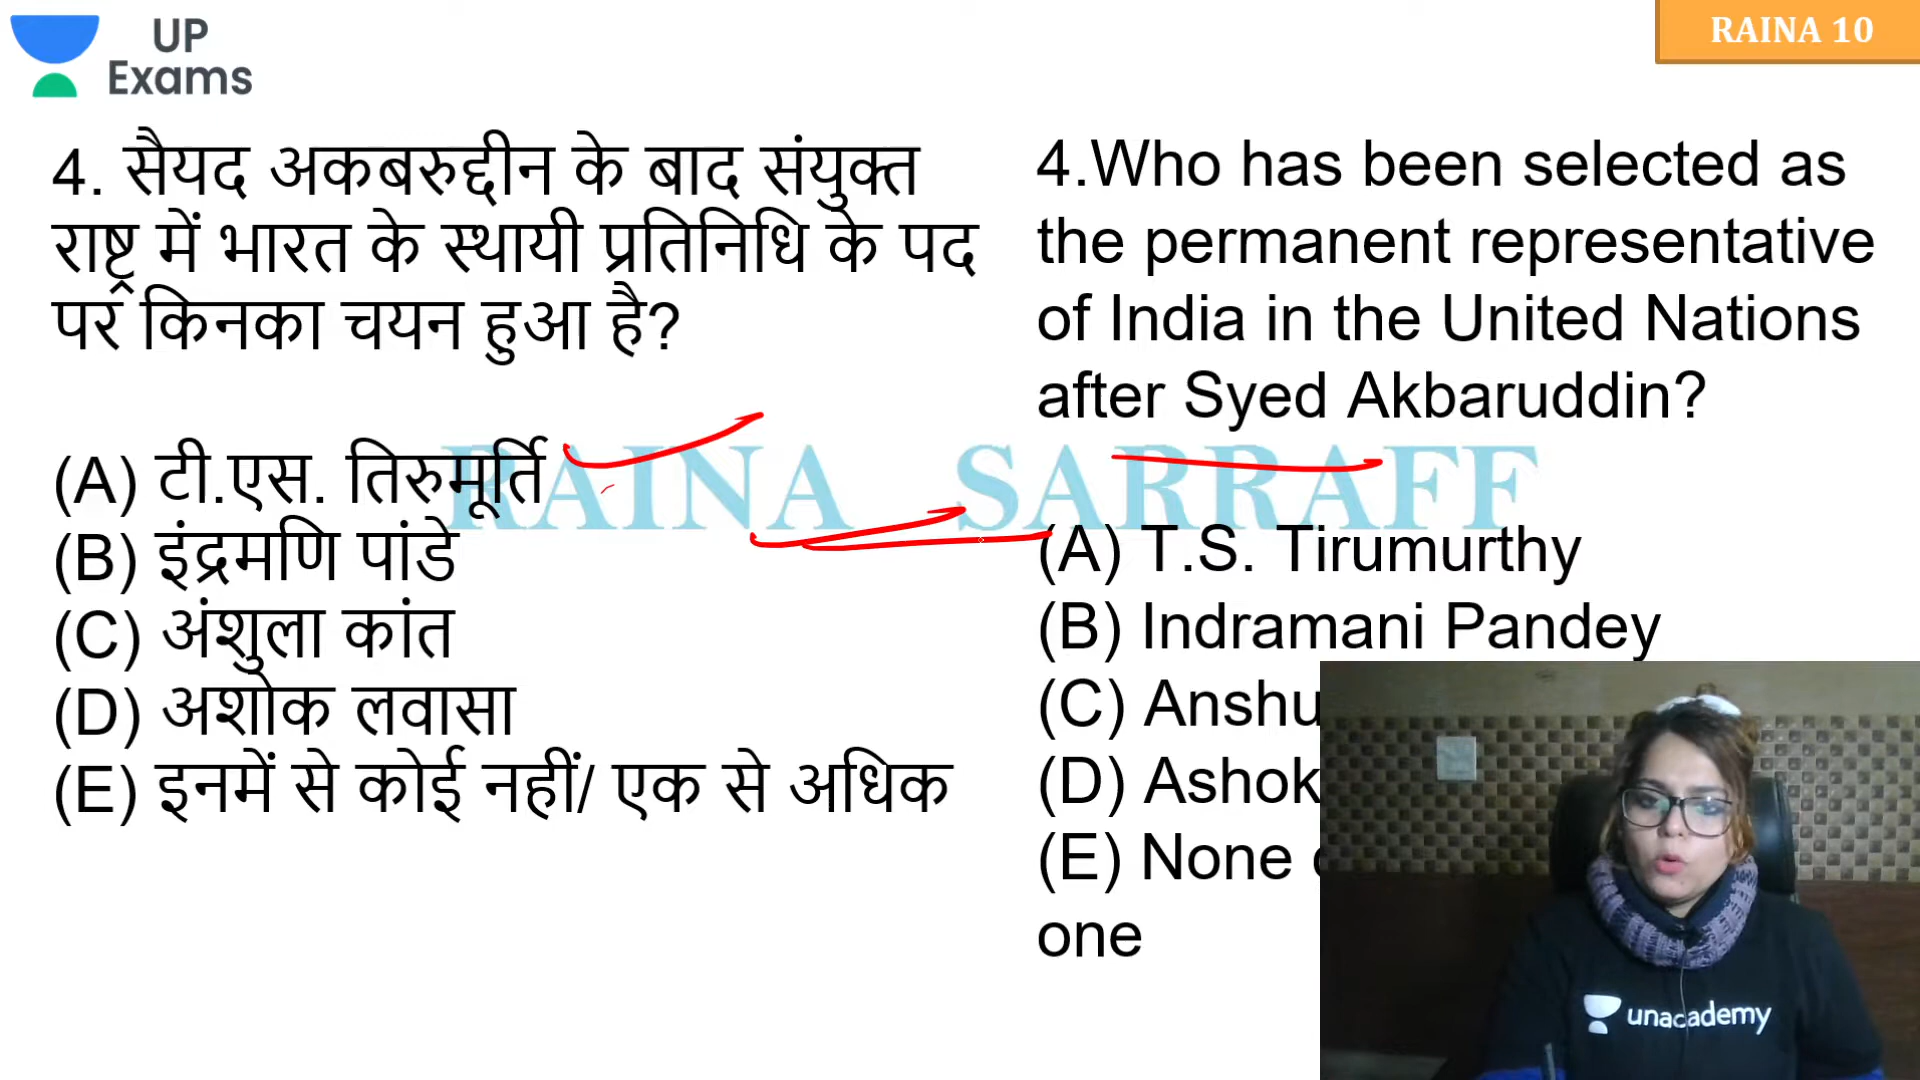 UP
Exams
RAINA 10
4. सैयद अकबरुद्दीन के बाद संयुक्त
राष्ट्र में भारत के स्थायी प्रतिनिधि के पद
पर किनका चयन हुआ है?
(A) टी.एस. तिरुमूर्ति
(B) इंद्रमणि पांडे
(C) अंशुला कांत
(D) अशोक लवासा
(E) इनमें से कोई नहीं/ एक से अधिक
RAINA SARRAFF
4.Who has been selected as
the permanent representative
of India in the United Nations
after Syed Akbaruddin?
(A) T.S. Tirumurthy
(B) Indramani Pandey
(C) Anshu
(D) Ashok
(E) None
one
unacademy